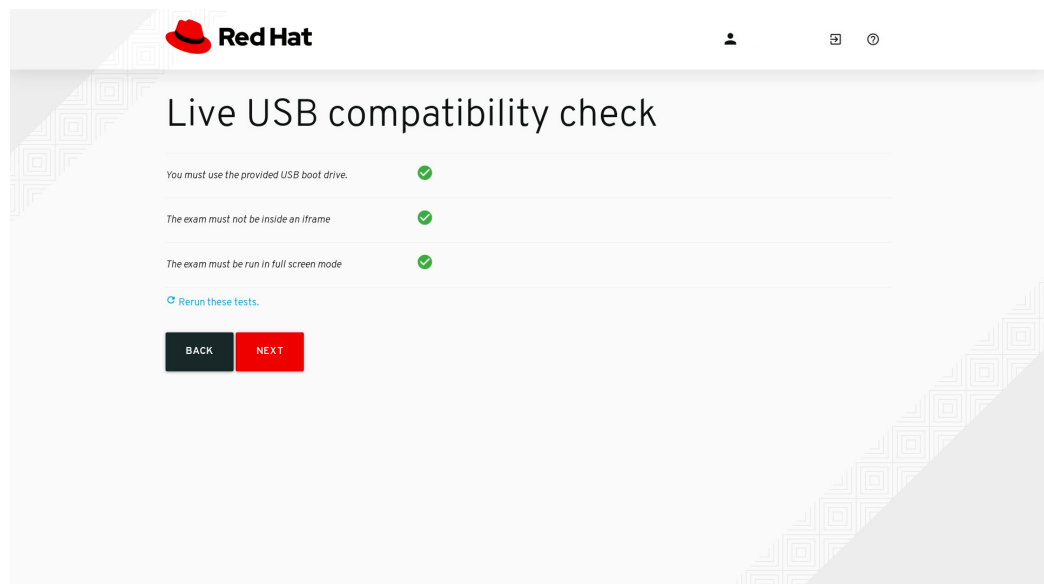 Red Hat
Live USB compatibility check
You must use the provided USB boot drive.
The exam must not be inside an iframe
The exam must be run in full screen mode
Rerun these tests.
BACK NEXT